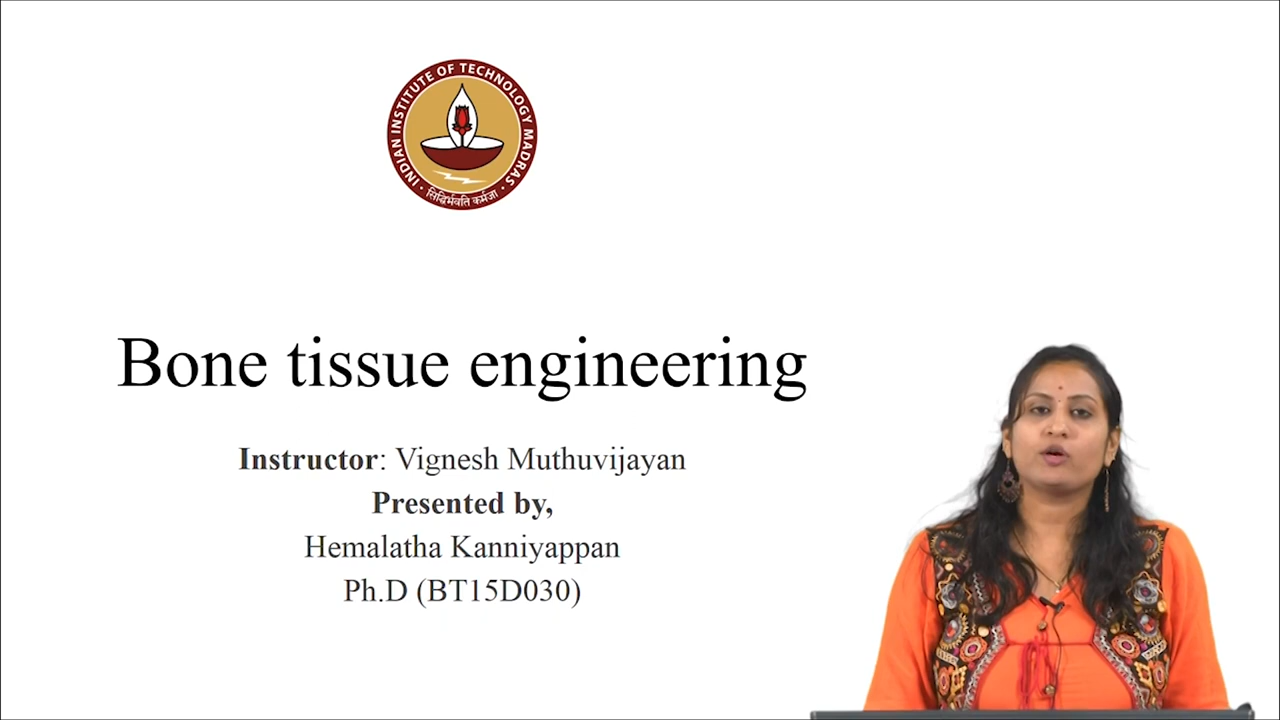 INDIAN INSTITUTE OF TECHNOLOGY MADRAS
सिद्धिर्भवति कर्मजा
Bone tissue engineering
Instructor: Vignesh Muthuvijayan
Presented by,
Hemalatha Kanniyappan
Ph.D (BT15D030)